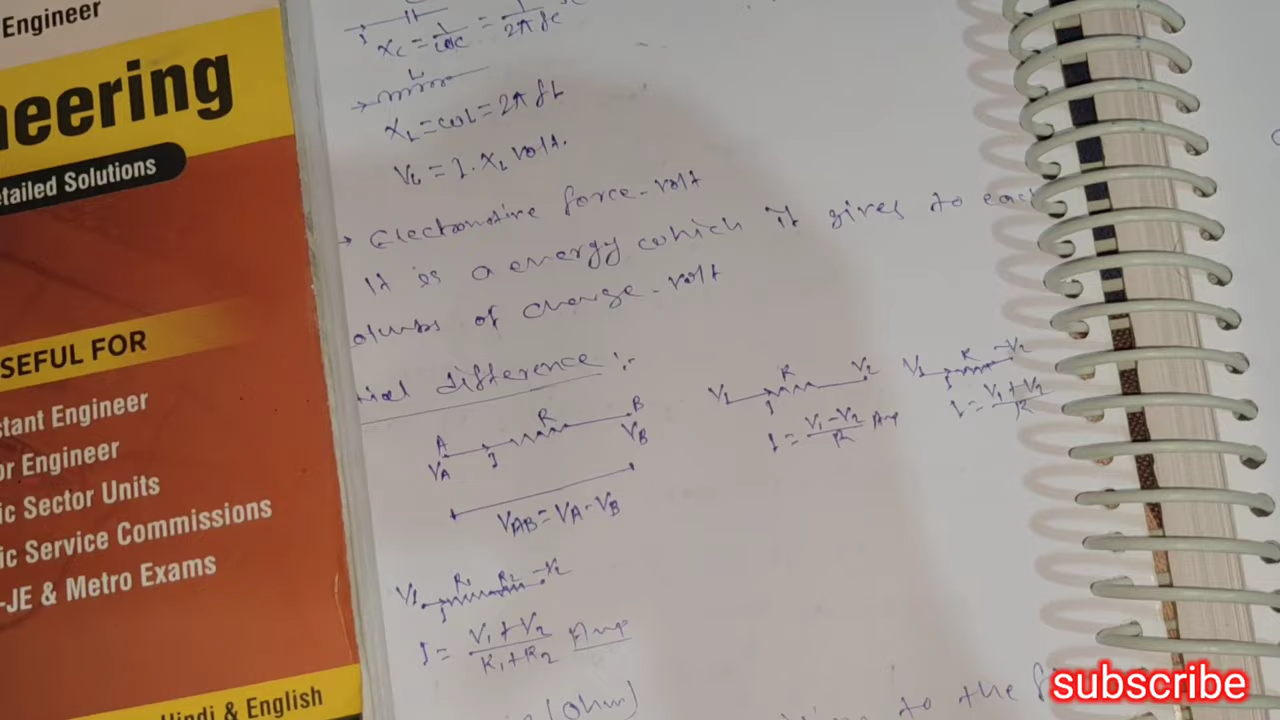 Engineer
neering
etailed Solutions
SEFUL FOR
stant Engineer
or Engineer
ic Sector Units
ic Service Commissions
-JE & Metro Exams
Hindi & English
Xc = 1/ωc = 1/2πfc
L
XL = ωL = 2πfL
VL = I·XL volt.
→ Electromotive force - volt
It is a energy which it gives to each
olumbs of charge - volt
tial difference :-
A R B
VA I VB
VAB = VA - VB
V1 R V2
I
I = V1 - V2/R Amp
V1 R -V2
I
I = V1 + V2/R
V1 R1 R2 -V2
I
I = V1 + V2/R1 + R2 Amp
(Ohm)
to the
subscribe